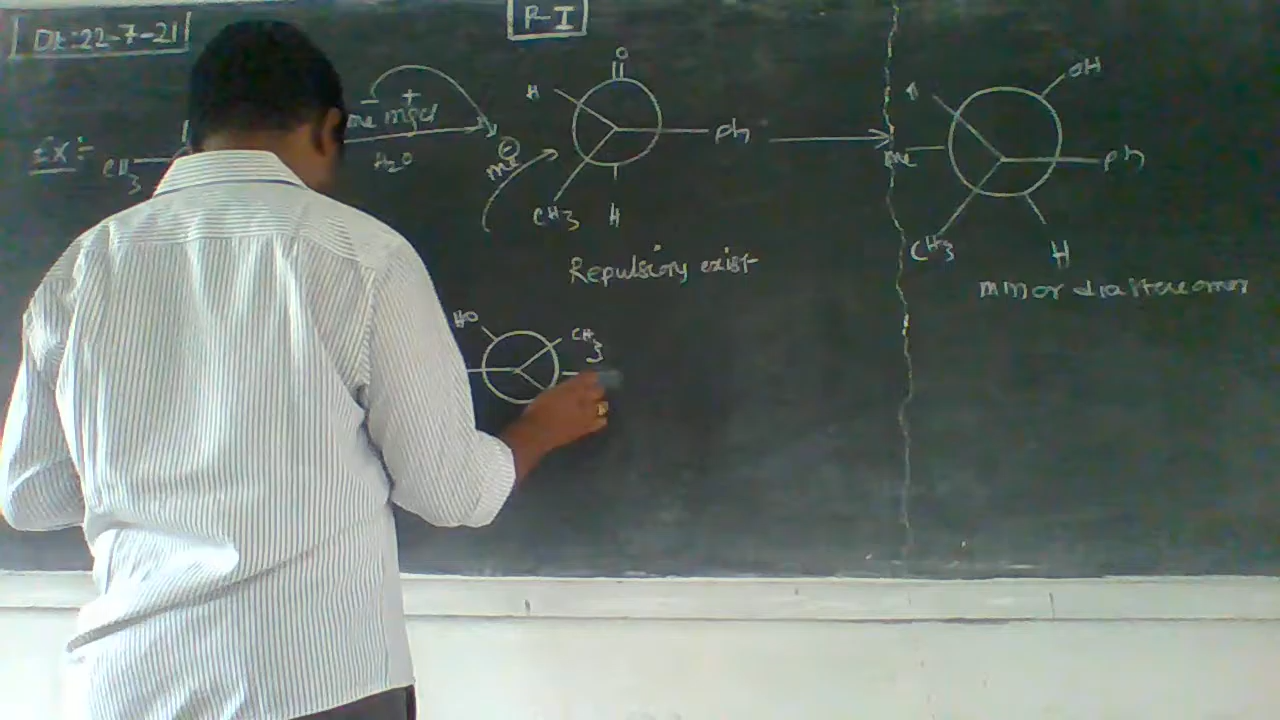 Dt:22-7-21
R-I
Ex:-
CH3
- +
me mgcl
H2O
me
O
H
Ph
CH3
H
OH
me
Ph
CH3
H
Repulsion exist
minor diastereomer
HO
CH3